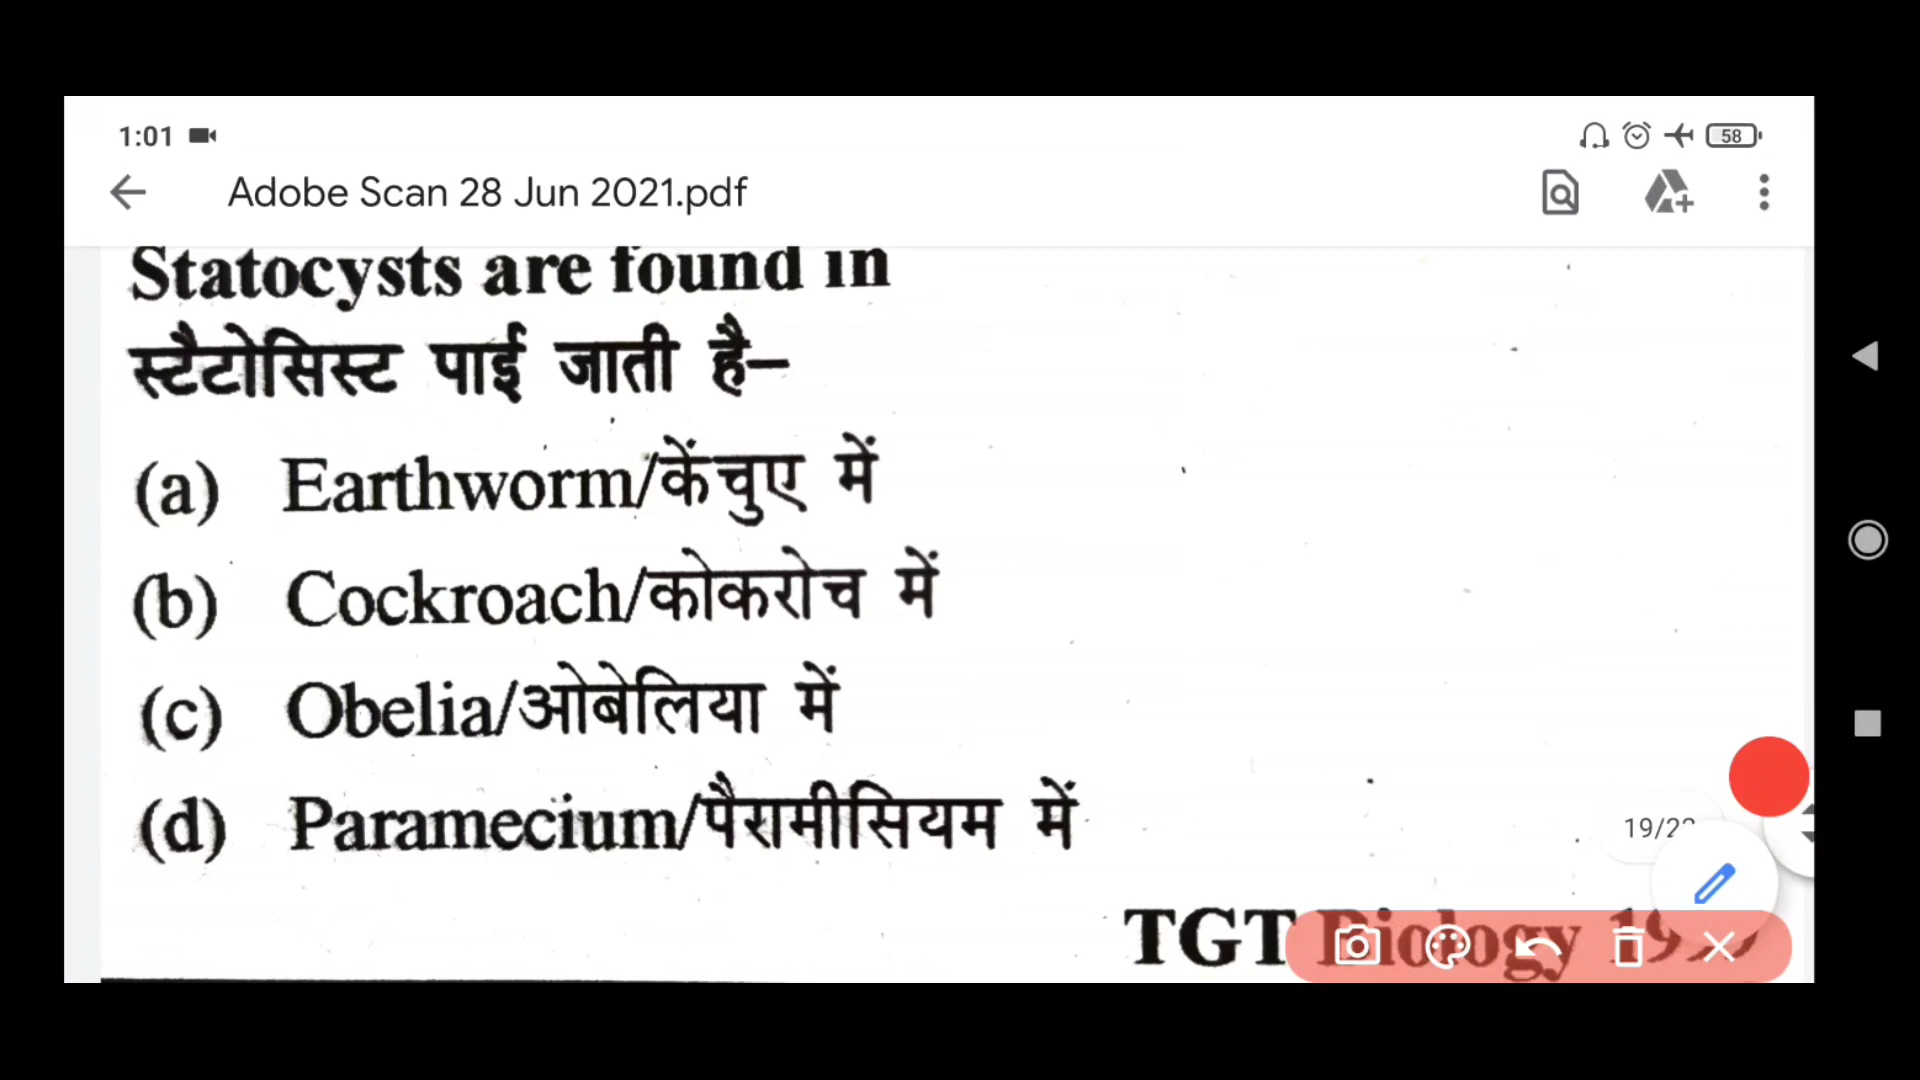 1:01
58
Adobe Scan 28 Jun 2021.pdf
Statocysts are found in
स्टैटोसिस्ट पाई जाती है–
(a) Earthworm/केंचुए में
(b) Cockroach/कोकरोच में
(c) Obelia/ओबेलिया में
(d) Paramecium/पैरामीसियम में
TGT Biology